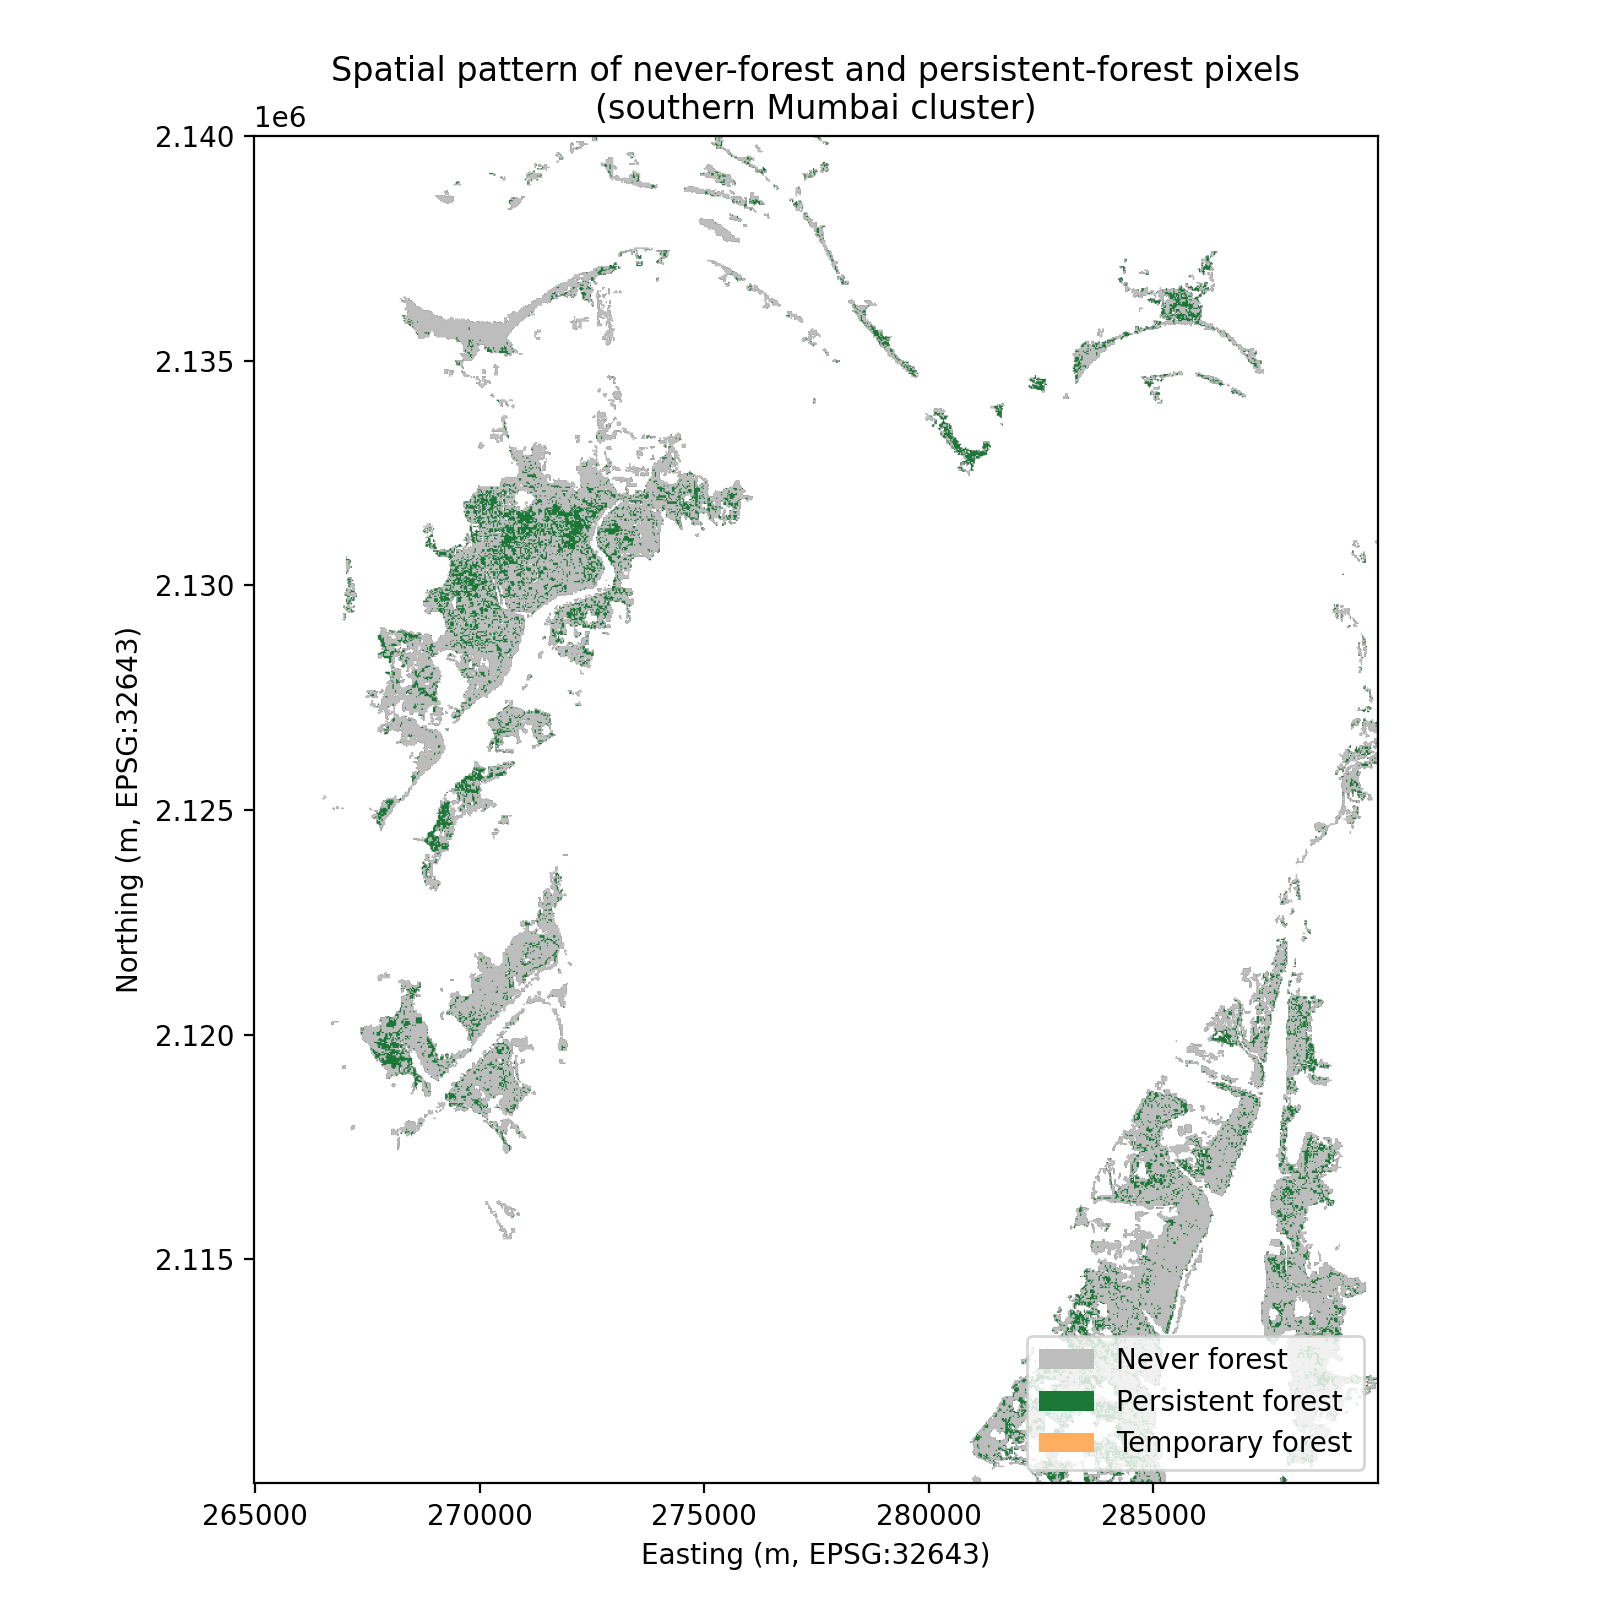 Spatial pattern of never-forest and persistent-forest pixels
(southern Mumbai cluster)
1e6
2.140
2.135
2.130
2.125
2.120
2.115
Northing (m, EPSG:32643)
265000
270000
275000
280000
285000
Easting (m, EPSG:32643)
Never forest
Persistent forest
Temporary forest